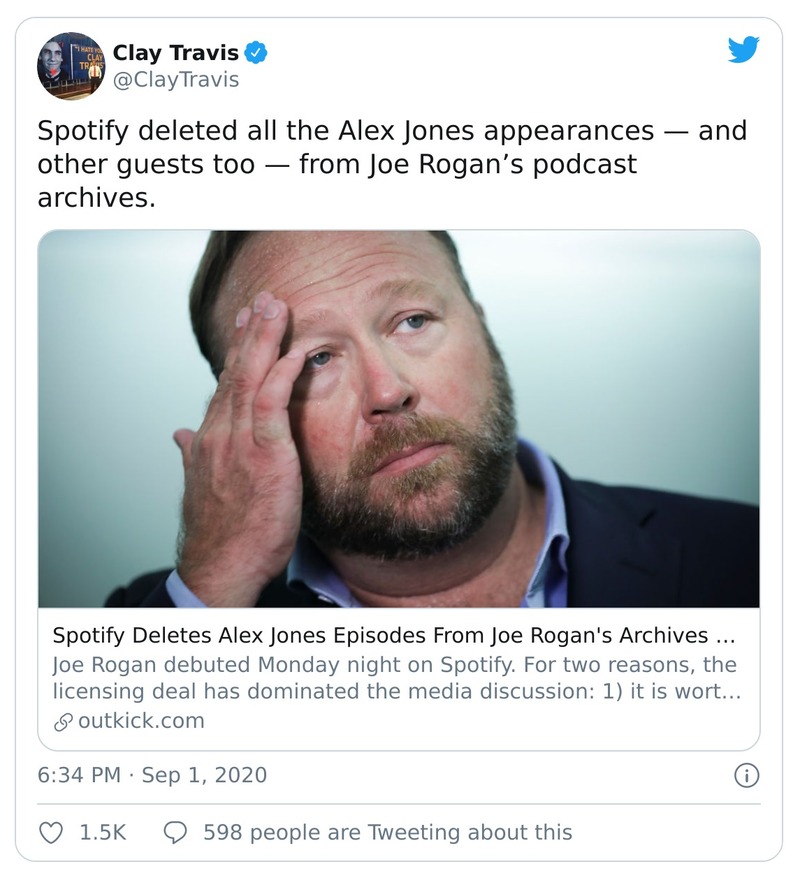 Clay Travis
@ClayTravis
"I HATE YOU
CLAY
TRAVIS"
Spotify deleted all the Alex Jones appearances — and
other guests too — from Joe Rogan’s podcast
archives.
Spotify Deletes Alex Jones Episodes From Joe Rogan's Archives ...
Joe Rogan debuted Monday night on Spotify. For two reasons, the
licensing deal has dominated the media discussion: 1) it is wort...
outkick.com
6:34 PM · Sep 1, 2020
1.5K
598 people are Tweeting about this